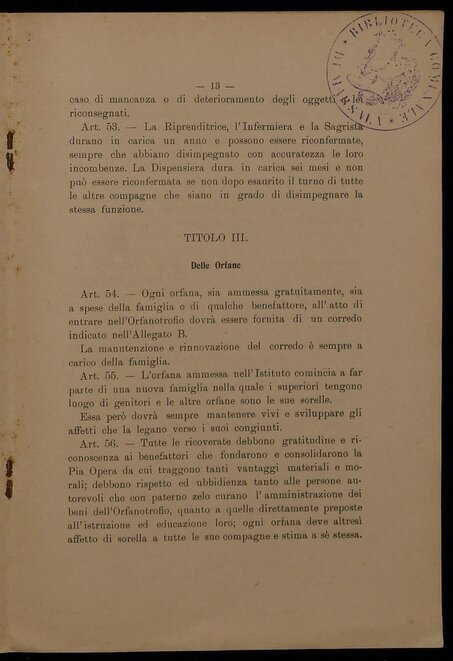 BIBLIOTECA COMUNALE DI MARSALA
— 13 —
caso di mancanza o di deterioramento degli oggetti a lei
riconsegnati.
Art. 53. — La Riprenditrice, l'Infermiera e la Sagrista
durano in carica un anno e possono essere riconfermate,
sempre che abbiano disimpegnato con accuratezza le loro
incombenze. La Dispensiera dura in carica sei mesi e non
può essere riconfermata se non dopo esaurito il turno di tutte
le altre compagne che siano in grado di disimpegnare la
stessa funzione.
TITOLO III.
Delle Orfane
Art. 54. — Ogni orfana, sia ammessa gratuitamente, sia
a spese della famiglia o di qualche benefattore, all'atto di
entrare nell'Orfanotrofio dovrà essere fornita di un corredo
indicato nell'Allegato B.
La manutenzione e rinnovazione del corredo è sempre a
carico della famiglia.
Art. 55. — L'orfana ammessa nell'Istituto comincia a far
parte di una nuova famiglia nella quale i superiori tengono
luogo di genitori e le altre orfane sono le sue sorelle.
Essa però dovrà sempre mantenere vivi e sviluppare gli
affetti che la legano verso i suoi congiunti.
Art. 56. — Tutte le ricoverate debbono gratitudine e ri-
conoscenza ai benefattori che fondarono e consolidarono la
Pia Opera da cui traggono tanti vantaggi materiali e mo-
rali; debbono rispetto ed ubbidienza tanto alle persone au-
torevoli che con paterno zelo curano l'amministrazione dei
beni dell'Orfanotrofio, quanto a quelle direttamente preposte
all'istruzione ed educazione loro; ogni orfana deve altresì
affetto di sorella a tutte le sue compagne e stima a sè stessa.